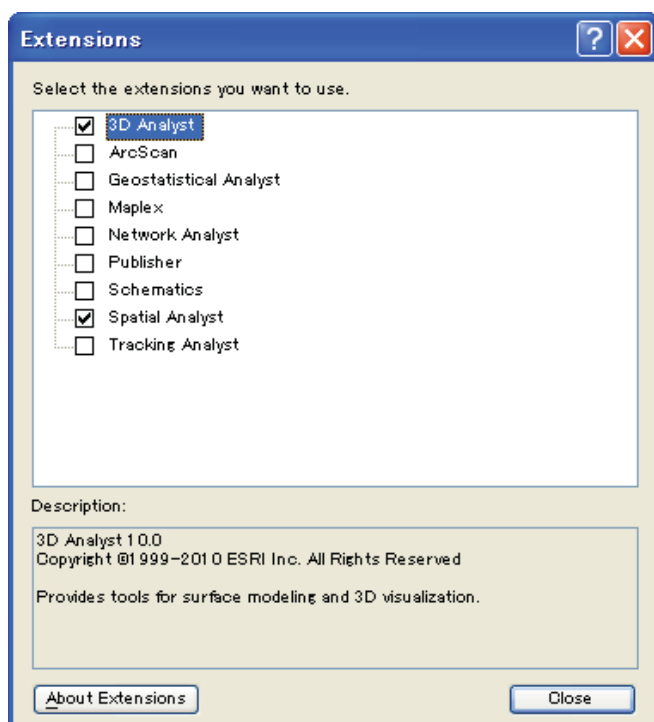 Extensions
Select the extensions you want to use.
3D Analyst
ArcScan
Geostatistical Analyst
Maplex
Network Analyst
Publisher
Schematics
Spatial Analyst
Tracking Analyst
Description:
3D Analyst 10.0
Copyright ©1999-2010 ESRI Inc. All Rights Reserved
Provides tools for surface modeling and 3D visualization.
About Extensions
Close